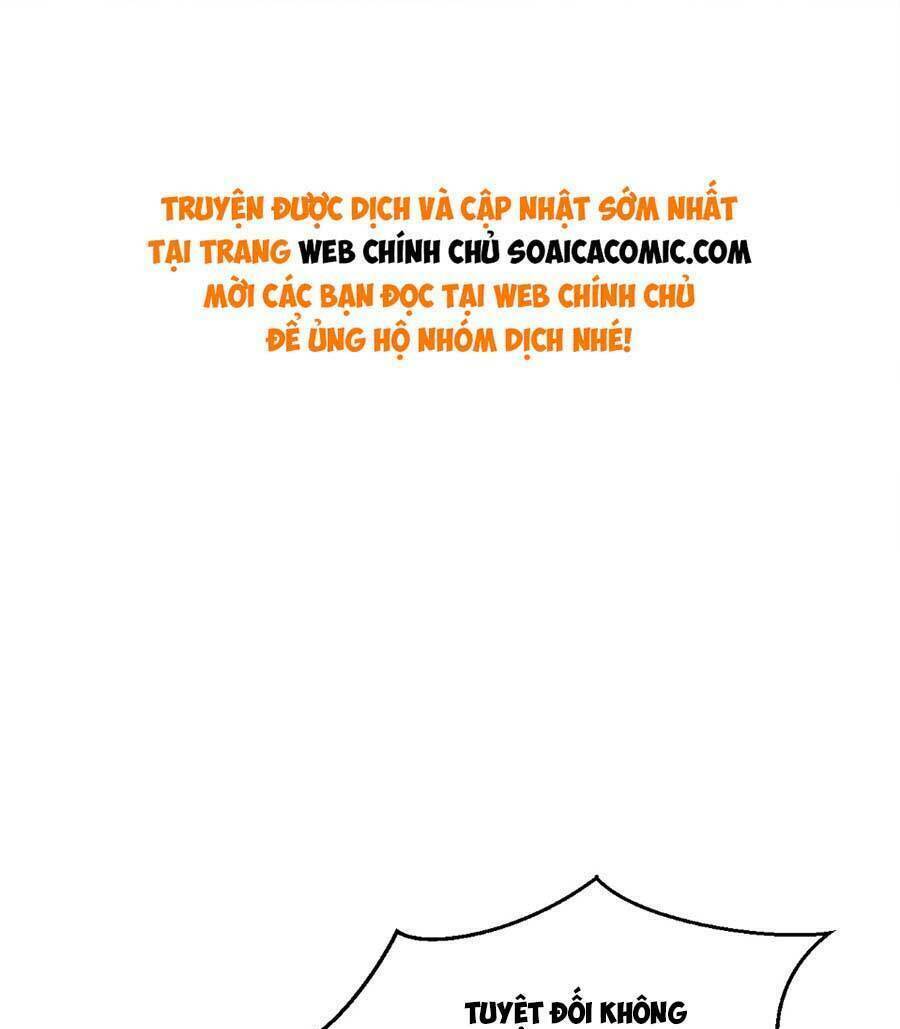 TRUYỆN ĐƯỢC DỊCH VÀ CẬP NHẬT SỚM NHẤT
TẠI TRANG WEB CHÍNH CHỦ SOAICACOMIC.COM
MỜI CÁC BẠN ĐỌC TẠI WEB CHÍNH CHỦ
ĐỂ ỦNG HỘ NHÓM DỊCH NHÉ!
TUYỆT ĐỐI KHÔNG